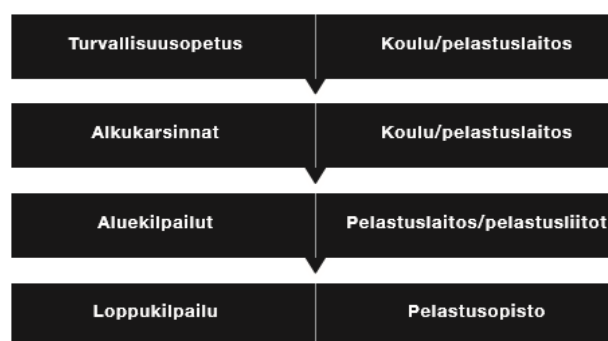 Turvallisuusopetus Koulu/pelastuslaitos
Alkukarsinnat Koulu/pelastuslaitos
Aluekilpailut Pelastuslaitos/pelastusliitot
Loppukilpailu Pelastusopisto